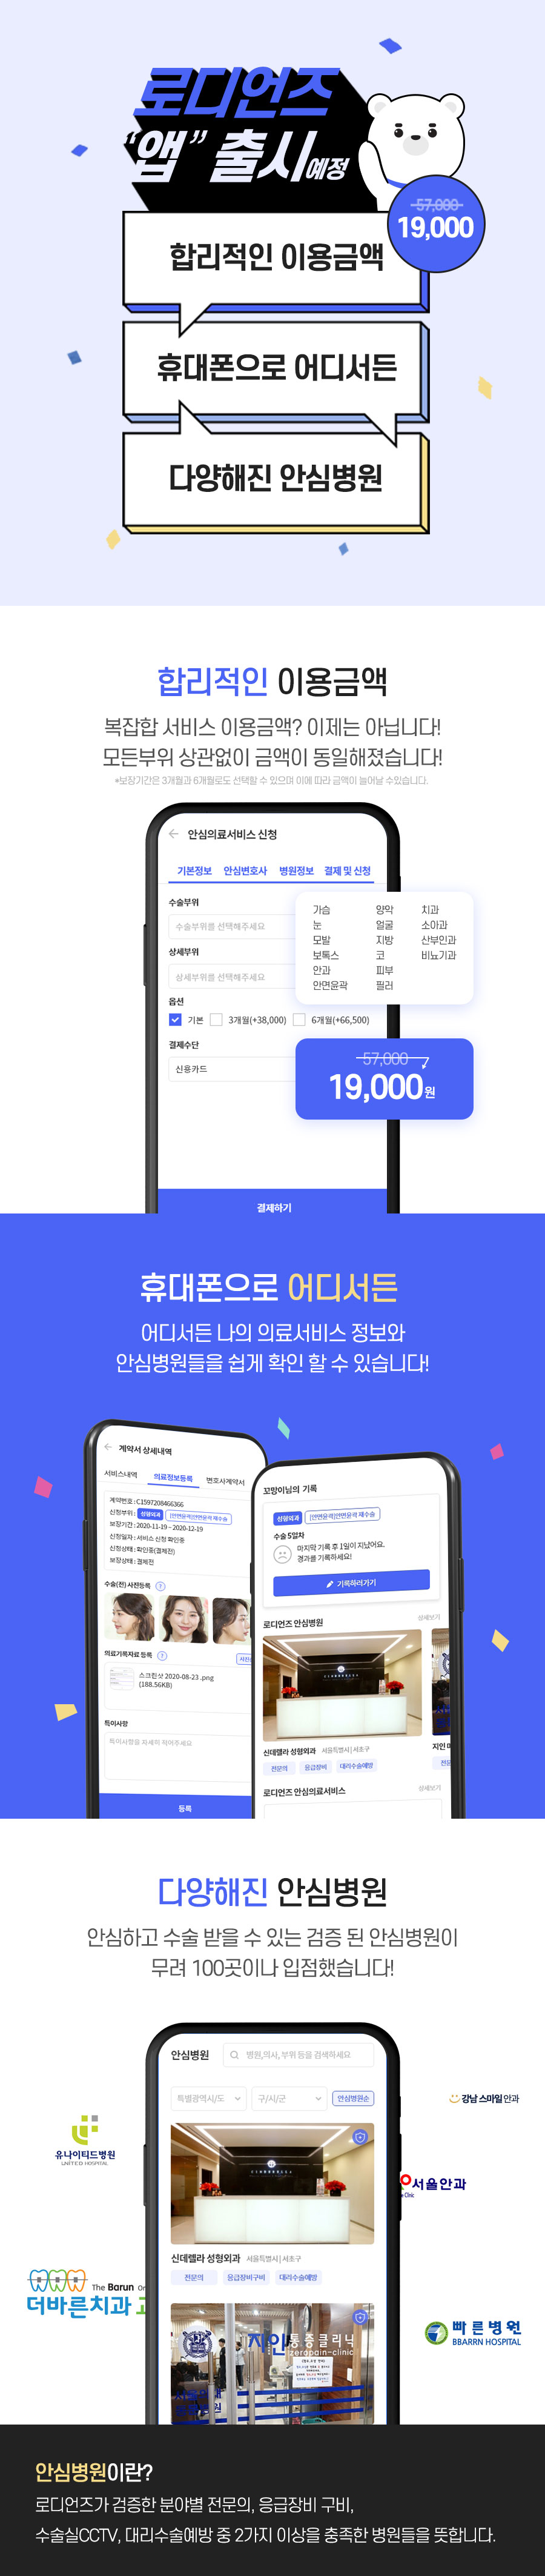 로디언즈
“앱” 출시예정
57,000
19,000
합리적인 이용금액
휴대폰으로 어디서든
다양해진 안심병원
합리적인 이용금액
복잡합 서비스 이용금액? 이제는 아닙니다!
모든부위 상관없이 금액이 동일해졌습니다!
*보장기간은 3개월과 6개월로도 선택할 수 있으며 이에 따라 금액이 늘어날 수있습니다.
안심의료서비스 신청
기본정보 안심변호사 병원정보 결제 및 신청
수술부위
수술부위를 선택해주세요
상세부위
상세부위를 선택해주세요
옵션
기본 3개월(+38,000) 6개월(+66,500)
결제수단
신용카드
가슴 양악 치과
눈 얼굴 소아과
모발 지방 산부인과
보톡스 코 비뇨기과
안과 피부
안면윤곽 필러
57,000
19,000원
결제하기
휴대폰으로 어디서든
어디서든 나의 의료서비스 정보와
안심병원들을 쉽게 확인 할 수 있습니다!
계약서 상세내역
서비스내역 의료정보등록 변호사계약서
계약번호 : C1597208466366
신청부위 : 성형외과 [안면윤곽]안면윤곽 재수술
보장기간 : 2020-11-19 ~ 2020-12-19
신청일자 : 서비스 신청 확인중
신청상태 : 확인중(결제전)
보장상태 : 결제전
수술(전) 사진등록 ?
의료기록자료 등록 ?
스크린샷 2020-08-23 .png
(188.56KB)
특이사항
특이사항을 자세히 적어주세요
등록
꼬망이님의 기록
성형외과 [안면윤곽]안면윤곽 재수술
수술 5일차
마지막 기록 후 1일이 지났어요.
경과를 기록하세요!
기록하러가기
로디언즈 안심병원 상세보기
신데렐라 성형외과 서울특별시 | 서초구
전문의 응급장비 대리수술예방
지인
로디언즈 안심의료서비스 상세보기
다양해진 안심병원
안심하고 수술 받을 수 있는 검증 된 안심병원이
무려 100곳이나 입점했습니다!
안심병원
병원,의사, 부위 등을 검색하세요
특별광역시/도 구/시/군 안심병원순
강남 스마일 안과
유나이티드병원
UNITED HOSPITAL
서울안과
Clinic
신데렐라 성형외과 서울특별시 | 서초구
전문의 응급장비구비 대리수술예방
The Barun
더바른치과
지인통증클리닉
빠른병원
BBARRN HOSPITAL
안심병원이란?
로디언즈가 검증한 분야별 전문의, 응급장비 구비,
수술실CCTV, 대리수술예방 중 2가지 이상을 충족한 병원들을 뜻합니다.